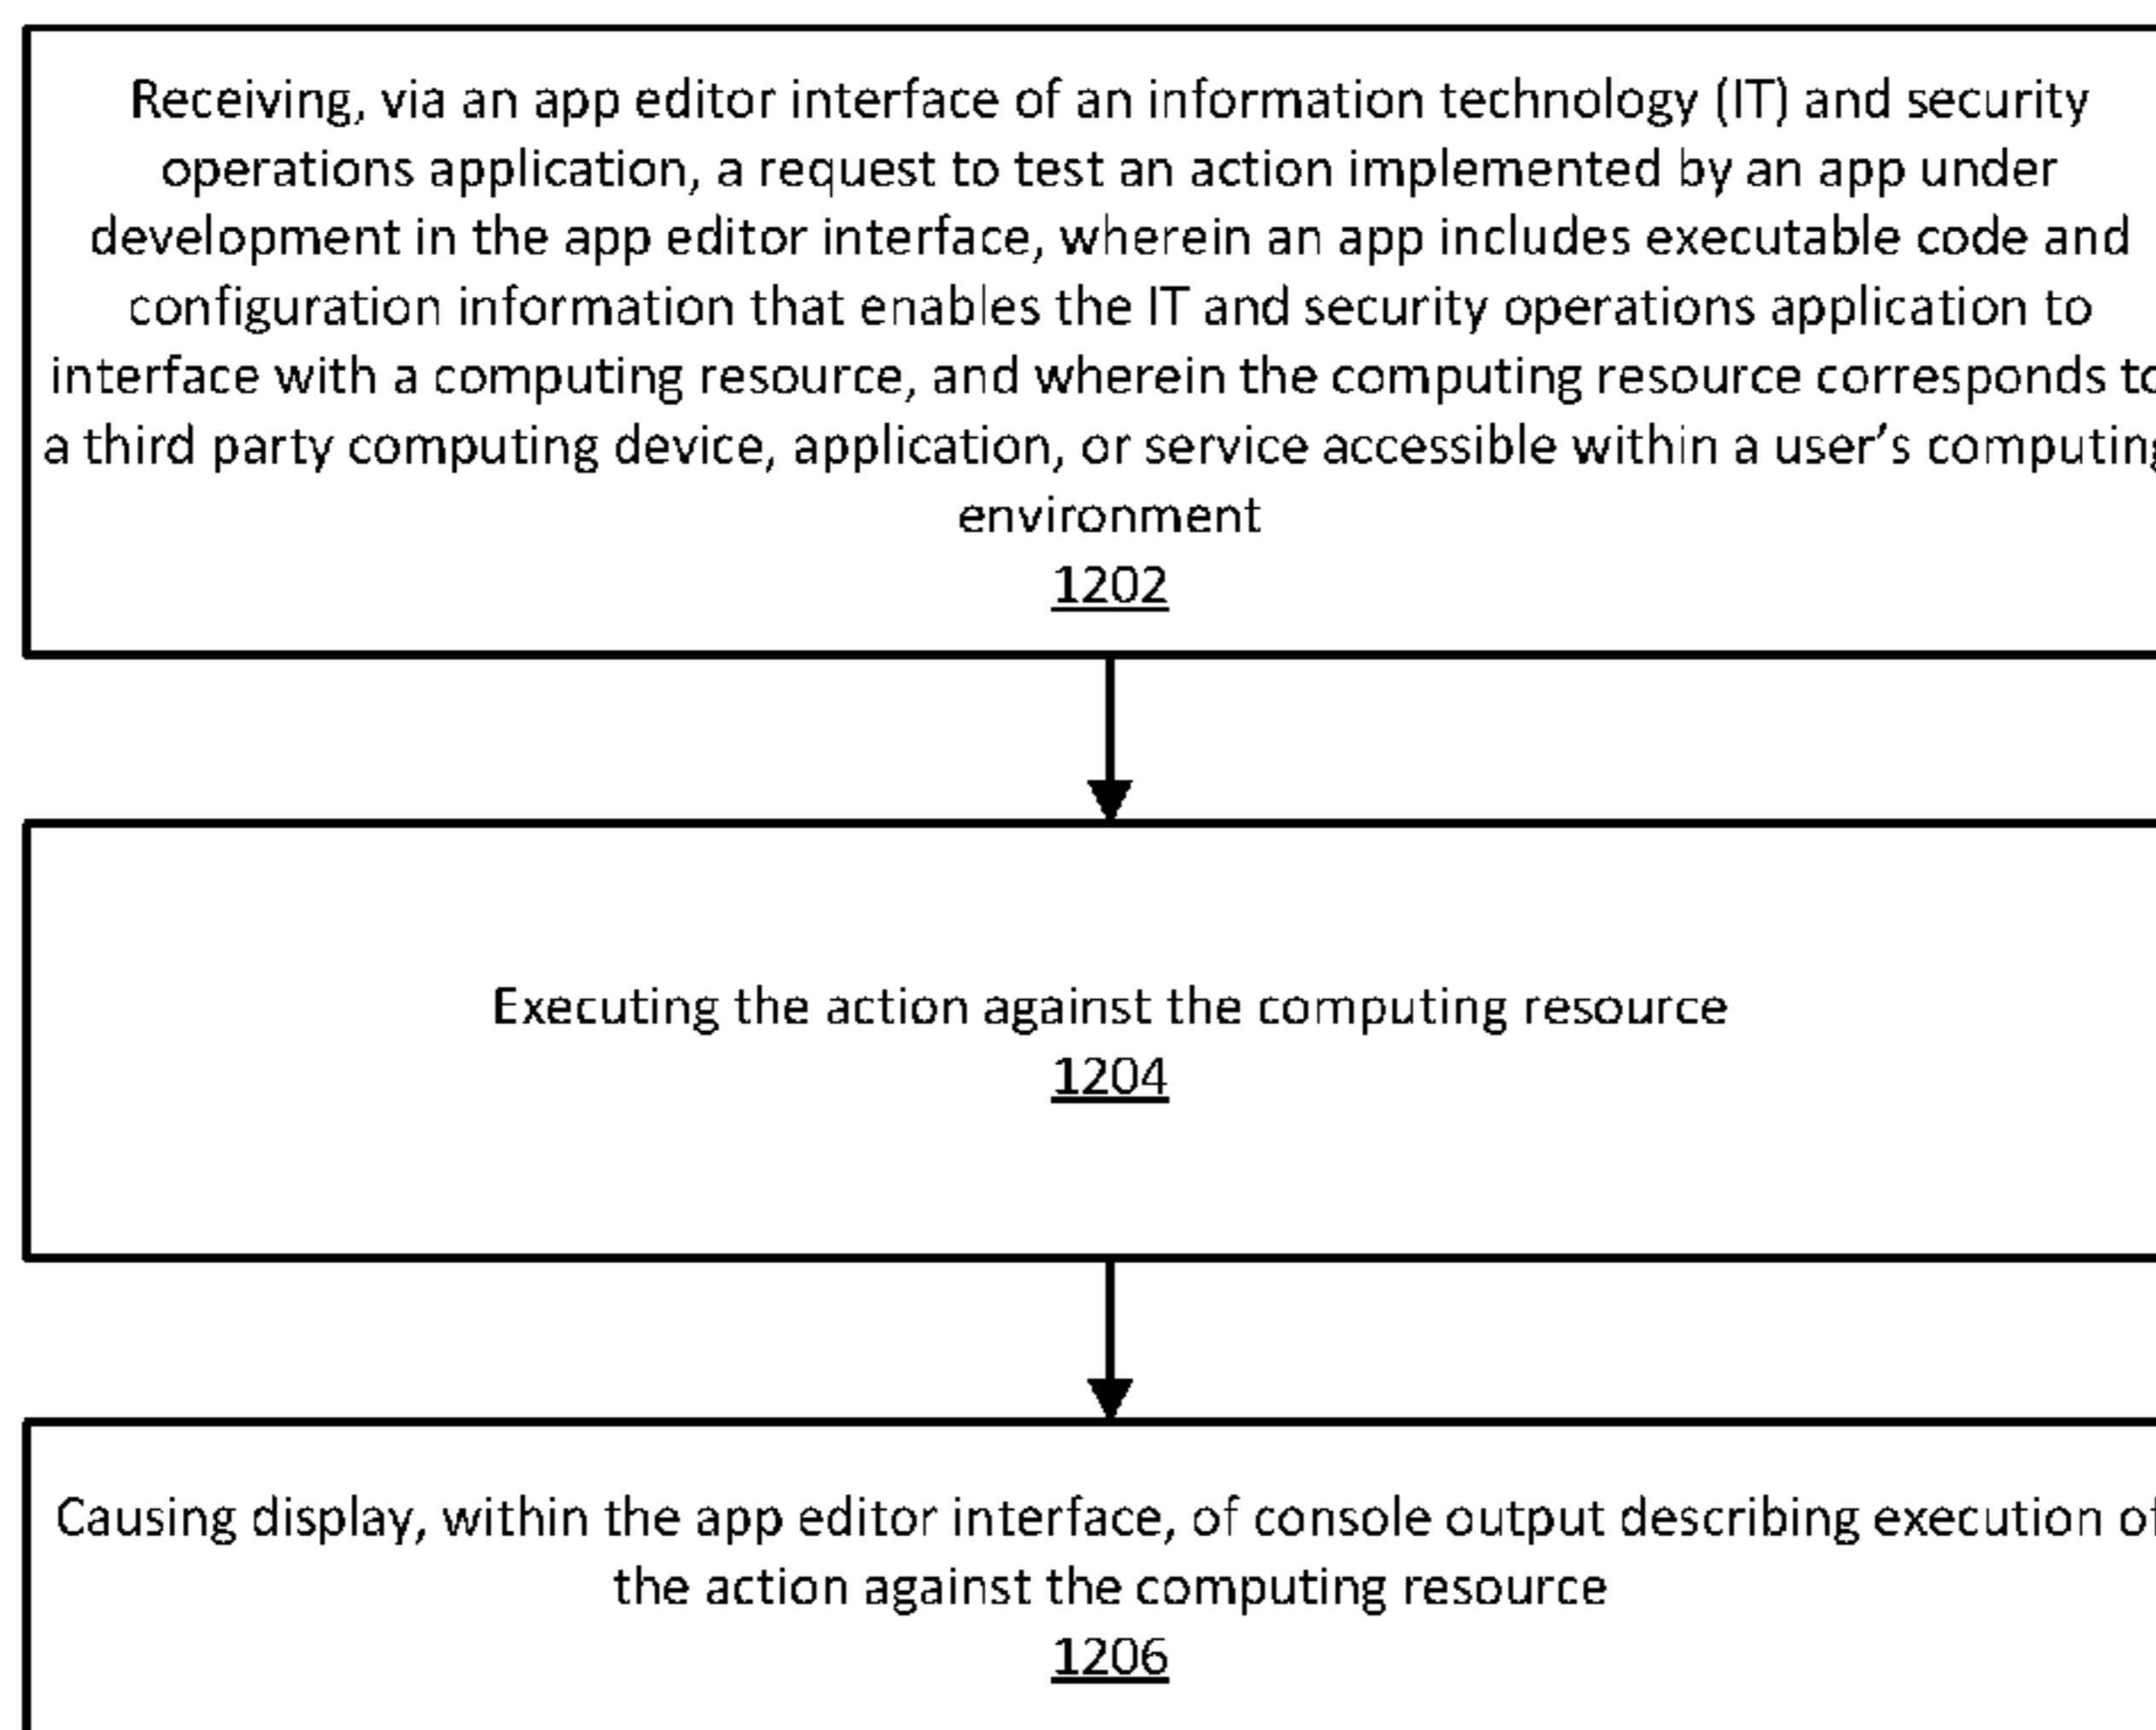 Receiving, via an app editor interface of an information technology (IT) and security
operations application, a request to test an action implemented by an app under
development in the app editor interface, wherein an app includes executable code and
configuration information that enables the IT and security operations application to
interface with a computing resource, and wherein the computing resource corresponds to
a third party computing device, application, or service accessible within a user’s computing
environment
1202
Executing the action against the computing resource
1204
Causing display, within the app editor interface, of console output describing execution of
the action against the computing resource
1206